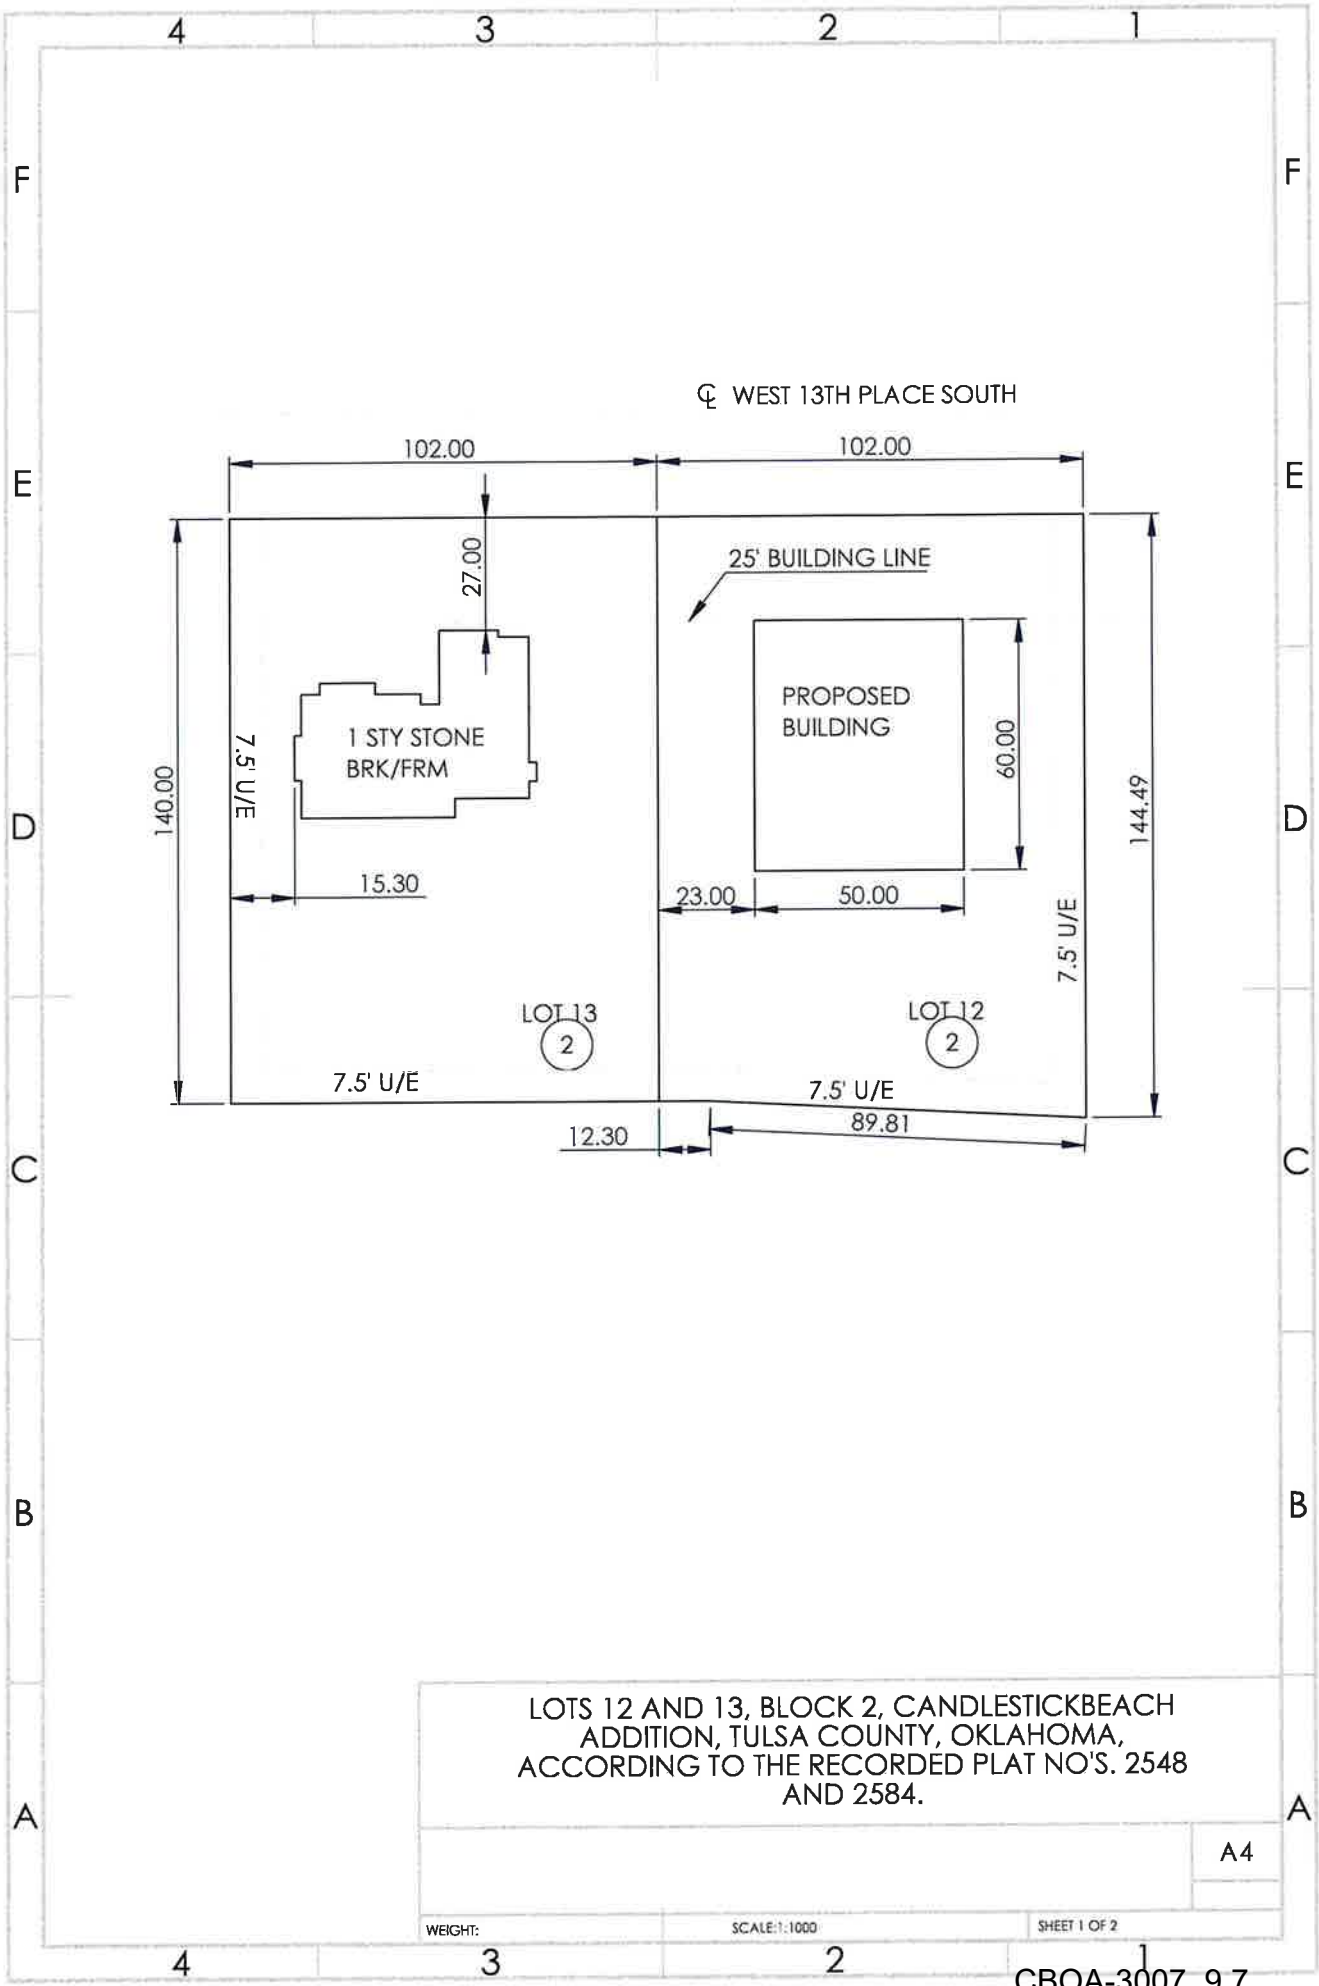 4 3 2 1
F F
℄ WEST 13TH PLACE SOUTH
102.00 102.00
E E
27.00
25' BUILDING LINE
PROPOSED
BUILDING
60.00
1 STY STONE
BRK/FRM
7.5' U/E
140.00
144.49
D D
15.30
23.00 50.00
7.5' U/E
LOT 13
2
LOT 12
2
7.5' U/E
7.5' U/E
89.81
12.30
C C
B B
LOTS 12 AND 13, BLOCK 2, CANDLESTICKBEACH
ADDITION, TULSA COUNTY, OKLAHOMA,
ACCORDING TO THE RECORDED PLAT NO'S. 2548
AND 2584.
A A
A4
WEIGHT: SCALE:1:1000 SHEET 1 OF 2
4 3 2 1
CBOA-3007 9.7